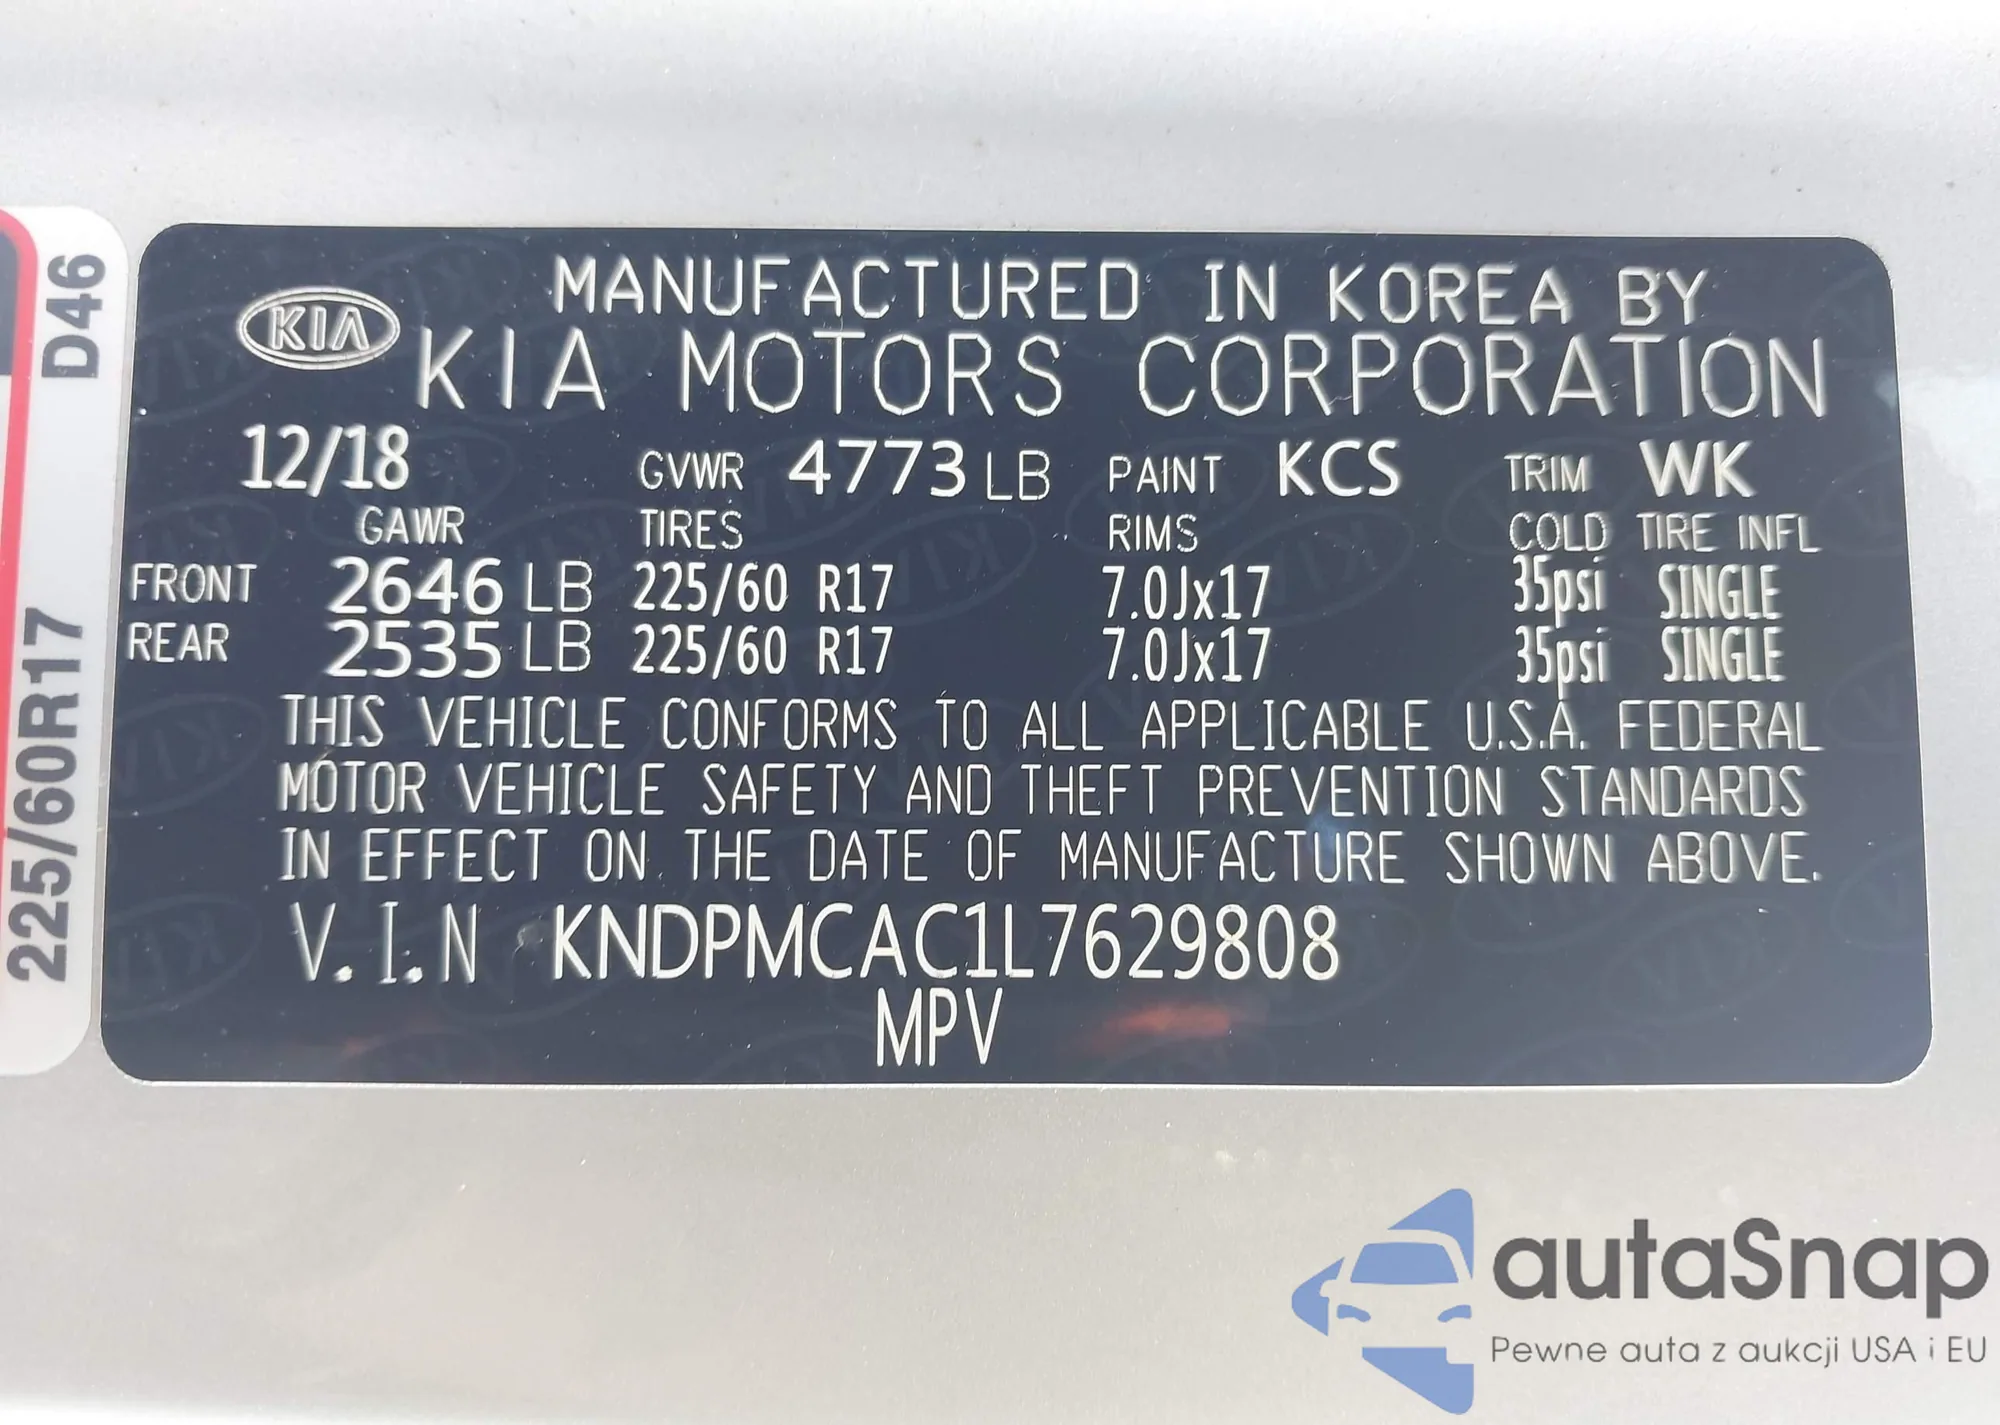 D46
225/60R17
KIA
MANUFACTURED IN KOREA BY
KIA MOTORS CORPORATION
12/18 GVWR 4773 LB PAINT KCS TRIM WK
GAWR TIRES RIMS COLD TIRE INFL
FRONT 2646 LB 225/60 R17 7.0Jx17 35psi SINGLE
REAR 2535 LB 225/60 R17 7.0Jx17 35psi SINGLE
THIS VEHICLE CONFORMS TO ALL APPLICABLE U.S.A. FEDERAL
MOTOR VEHICLE SAFETY AND THEFT PREVENTION STANDARDS
IN EFFECT ON THE DATE OF MANUFACTURE SHOWN ABOVE.
V.I.N KNDPMCAC1L7629808
MPV
autaSnap
Pewne auta z aukcji USA i EU